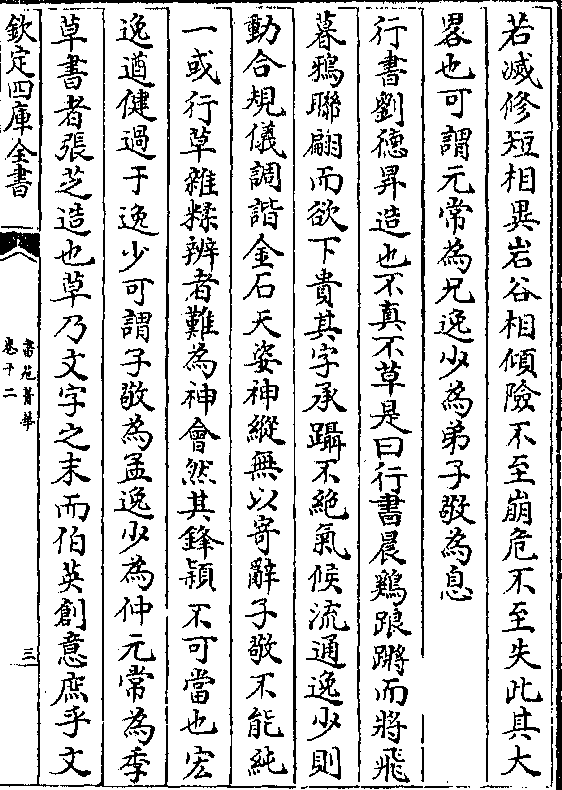 若滅修短相異岩谷相傾險不至崩危不至失此其大
畧也可謂元常為兄逸少為弟子敬為息
行書劉德昇造也不真不草是曰行書晨鷄踉蹡而將飛
暮鴉聯翩而欲下貴其字承躡不絶氣候流通逸少則
動合規儀調諧金石天姿神縱無以寄辭子敬不能純
一或行草雜糅辨者難為神會然其鋒頴不可當也宏
逸遒健過于逸少可謂子敬為孟逸少為仲元常為季
草書者張芝造也草乃文字之末而伯英創意庶乎文
欽定四庫全書
書苑菁華
卷十二
三